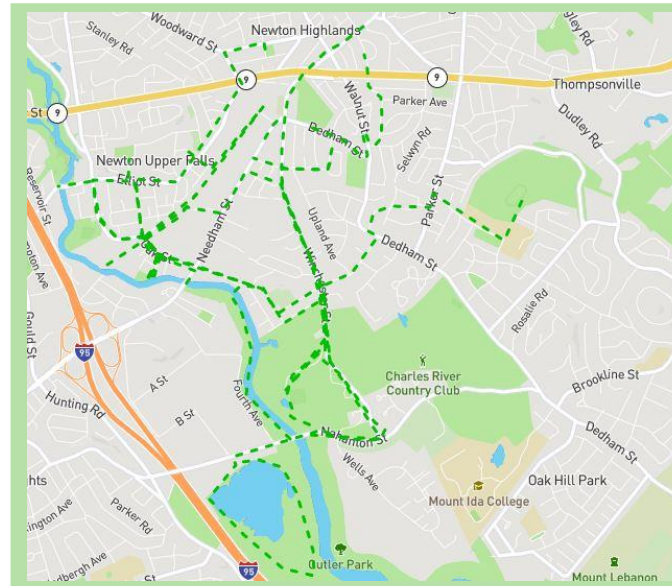 Woodward St
Newton Highlands
Stanley Rd
9
9
Thompsonville
St
9
Parker Ave
Walnut St
Dudley Rd
Dedham St
Selwyn Rd
Newton Upper Falls
Elliot St
Reservoir St
Parker St
Needham St
Upland Ave
Dedham St
Winchester St
Rosalie Rd
Gould St
95
Charles River
Country Club
Brookline St
A St
Fourth Ave
Hunting Rd
B St
Dedham St
Nahanton St
Wells Ave
Oak Hill Park
Mount Ida College
Parker Rd
95
Cutler Park
Mount Lebanon